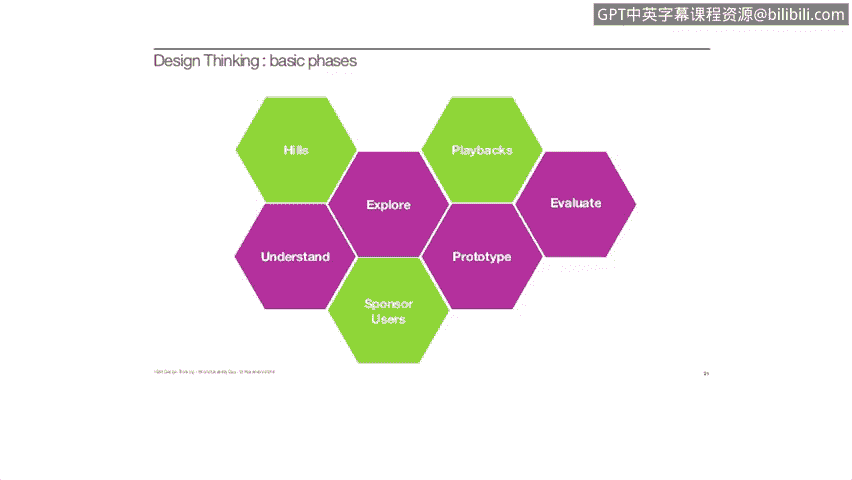 GPT中英字幕课程资源@bilibili.com
Design Thinking : basic phases
Hills
Playbacks
Explore
Evaluate
Understand
Prototype
Sponsor
Users